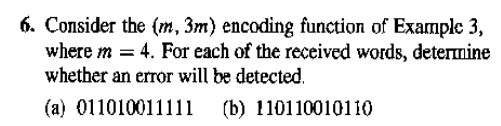 6. Consider the (m, 3m) encoding function of Example 3,
where m = 4. For each of the received words, determine
whether an error will be detected.
(a) 011010011111 (b) 110110010110